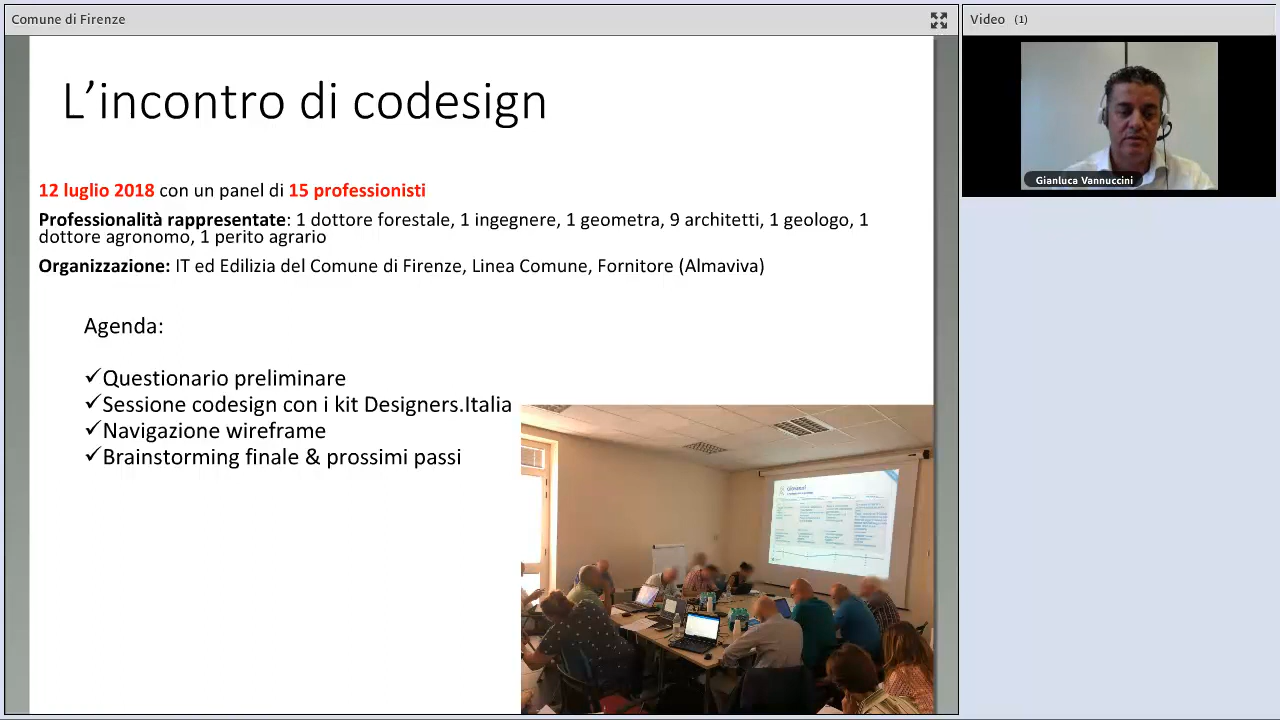 Comune di Firenze
Video (1)
L'incontro di codesign
Gianluca Vannuccini
12 luglio 2018 con un panel di 15 professionisti
Professionalità rappresentate: 1 dottore forestale, 1 ingegnere, 1 geometra, 9 architetti, 1 geologo, 1
dottore agronomo, 1 perito agrario
Organizzazione: IT ed Edilizia del Comune di Firenze, Linea Comune, Fornitore (Almaviva)
Agenda:
✓Questionario preliminare
✓Sessione codesign con i kit Designers.Italia
✓Navigazione wireframe
✓Brainstorming finale & prossimi passi